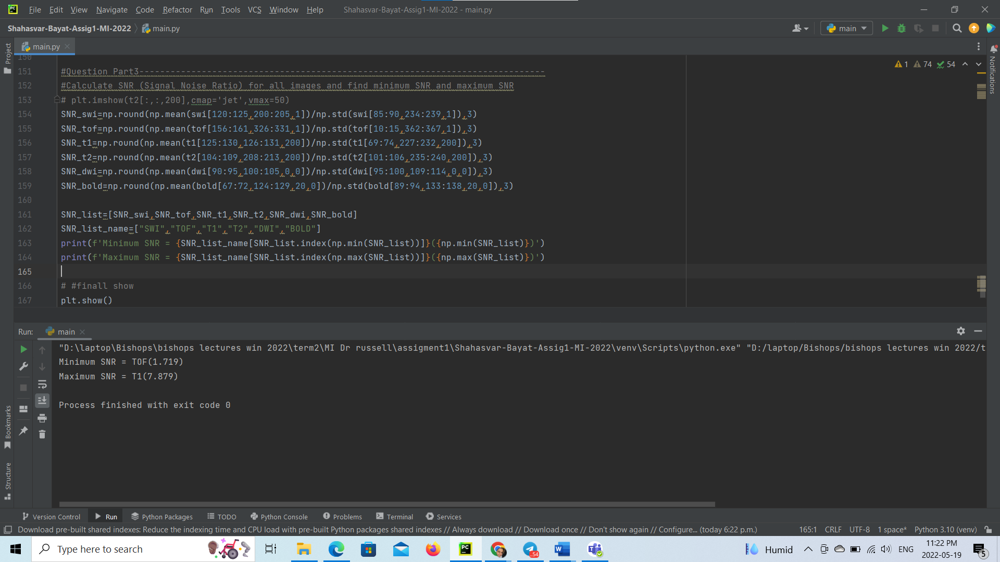 File Edit View Navigate Code Refactor Run Tools VCS Window Help Shahasvar-Bayat-Assig1-MI-2022 - main.py
Shahasvar-Bayat-Assig1-MI-2022 main.py
main
Project
main.py
Notifications
1 74 54
150
151 #Question Part3------------------------------------------------------------------------------
152 #Calculate SNR (Signal Noise Ratio) for all images and find minimum SNR and maximum SNR
153 # plt.imshow(t2[:,:,200],cmap='jet',vmax=50)
154 SNR_swi=np.round(np.mean(swi[120:125,200:205,1])/np.std(swi[85:90,234:239,1]),3)
155 SNR_tof=np.round(np.mean(tof[156:161,326:331,1])/np.std(tof[10:15,362:367,1]),3)
156 SNR_t1=np.round(np.mean(t1[125:130,126:131,200])/np.std(t1[69:74,227:232,200]),3)
157 SNR_t2=np.round(np.mean(t2[104:109,208:213,200])/np.std(t2[101:106,235:240,200]),3)
158 SNR_dwi=np.round(np.mean(dwi[90:95,100:105,0,0])/np.std(dwi[95:100,109:114,0,0]),3)
159 SNR_bold=np.round(np.mean(bold[67:72,124:129,20,0])/np.std(bold[89:94,133:138,20,0]),3)
160
161 SNR_list=[SNR_swi,SNR_tof,SNR_t1,SNR_t2,SNR_dwi,SNR_bold]
162 SNR_list_name=["SWI","TOF","T1","T2","DWI","BOLD"]
163 print(f'Minimum SNR = {SNR_list_name[SNR_list.index(np.min(SNR_list))]}({np.min(SNR_list)})')
164 print(f'Maximum SNR = {SNR_list_name[SNR_list.index(np.max(SNR_list))]}({np.max(SNR_list)})')
165
166 # #finall show
167 plt.show()
Run: main
"D:\laptop\Bishops\bishops lectures win 2022\term2\MI Dr russell\assigment1\Shahasvar-Bayat-Assig1-MI-2022\venv\Scripts\python.exe" "D:/laptop/Bishops/bishops lectures win 2022/t
Minimum SNR = TOF(1.719)
Maximum SNR = T1(7.879)
Process finished with exit code 0
Bookmarks
Structure
Version Control Run Python Packages TODO Python Console Problems Terminal Services
Download pre-built shared indexes: Reduce the indexing time and CPU load with pre-built Python packages shared indexes // Always download // Download once // Don't show again // Configure... (today 6:22 p.m.) 165:1 CRLF UTF-8 1 space* Python 3.10 (venv)
Type here to search
PC
..54
W
Humid
ENG
11:22 PM
2022-05-19
5